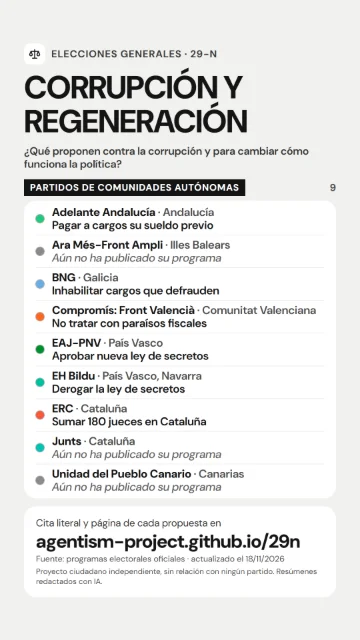 ELECCIONES GENERALES · 29-N
CORRUPCIÓN Y
REGENERACIÓN
¿Qué proponen contra la corrupción y para cambiar cómo
funciona la política?
PARTIDOS DE COMUNIDADES AUTÓNOMAS 9
Adelante Andalucía · Andalucía
Pagar a cargos su sueldo previo
Ara Més-Front Ampli · Illes Balears
Aún no ha publicado su programa
BNG · Galicia
Inhabilitar cargos que defrauden
Compromís: Front Valencià · Comunitat Valenciana
No tratar con paraísos fiscales
EAJ-PNV · País Vasco
Aprobar nueva ley de secretos
EH Bildu · País Vasco, Navarra
Derogar la ley de secretos
ERC · Cataluña
Sumar 180 jueces en Cataluña
Junts · Cataluña
Aún no ha publicado su programa
Unidad del Pueblo Canario · Canarias
Aún no ha publicado su programa
Cita literal y página de cada propuesta en
agentism-project.github.io/29n
Fuente: programas electorales oficiales · actualizado el 18/11/2026
Proyecto ciudadano independiente, sin relación con ningún partido. Resúmenes
redactados con IA.